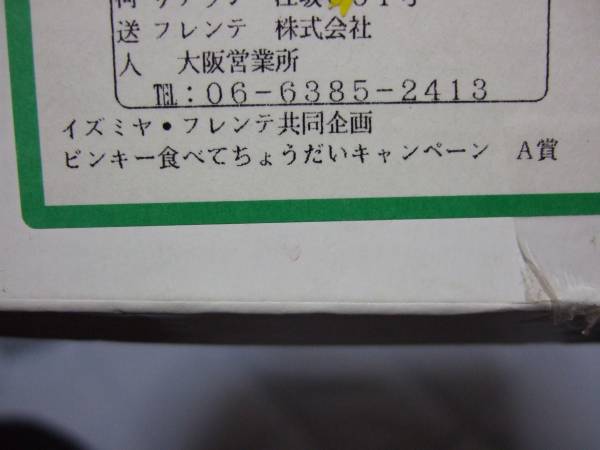 送 フレンテ 株式会社
人 大阪営業所
℡:06-6385-2413
イズミヤ・フレンテ共同企画
ピンキー食べてちょうだいキャンペーン A賞